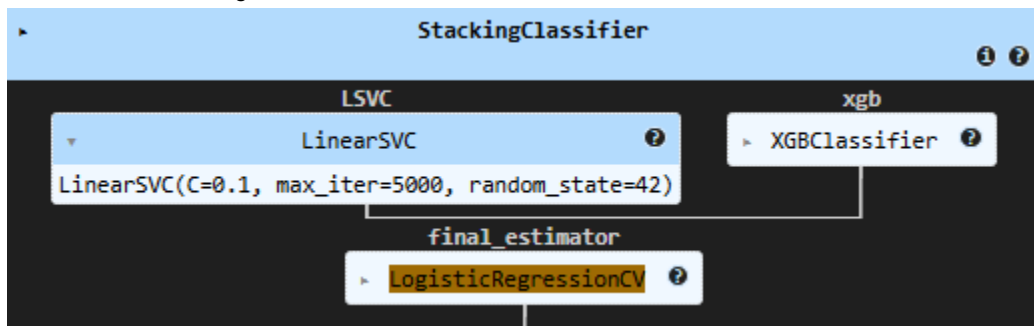 StackingClassifier
i ?
LSVC
LinearSVC ?
LinearSVC(C=0.1, max_iter=5000, random_state=42)
xgb
XGBClassifier ?
final_estimator
LogisticRegressionCV ?